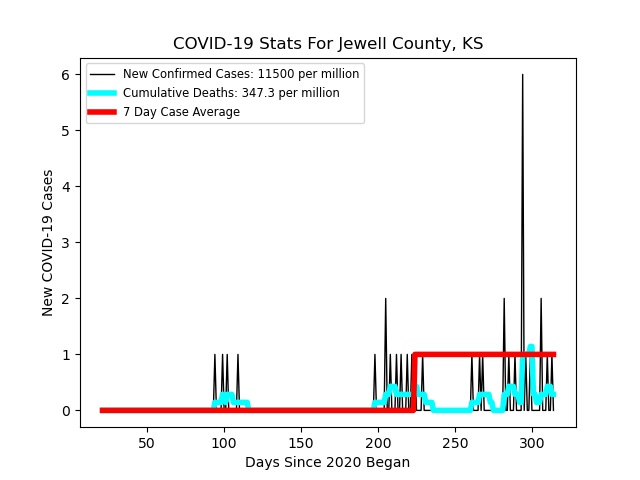 COVID-19 Stats For Jewell County, KS
New Confirmed Cases: 11500 per million
Cumulative Deaths: 347.3 per million
7 Day Case Average
New COVID-19 Cases
6
5
4
3
2
1
0
50 100 150 200 250 300
Days Since 2020 Began